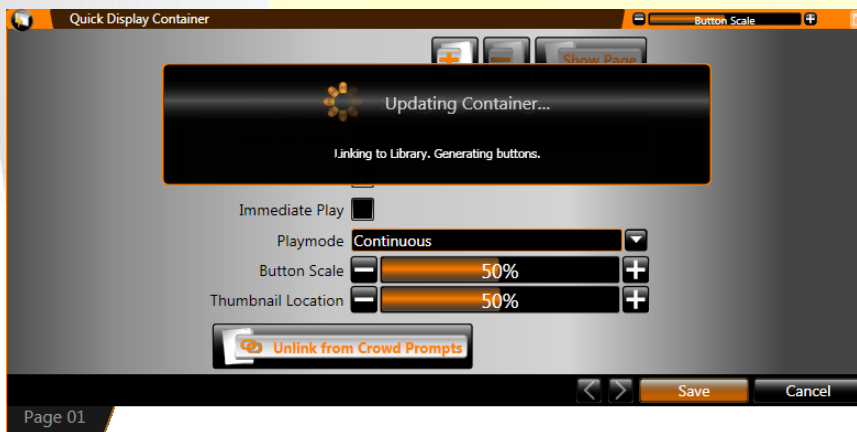 Quick Display Container
Button Scale
Show Page
Updating Container...
Linking to Library. Generating buttons.
Immediate Play
Playmode Continuous
Button Scale 50%
Thumbnail Location 50%
Unlink from Crowd Prompts
Save Cancel
Page 01